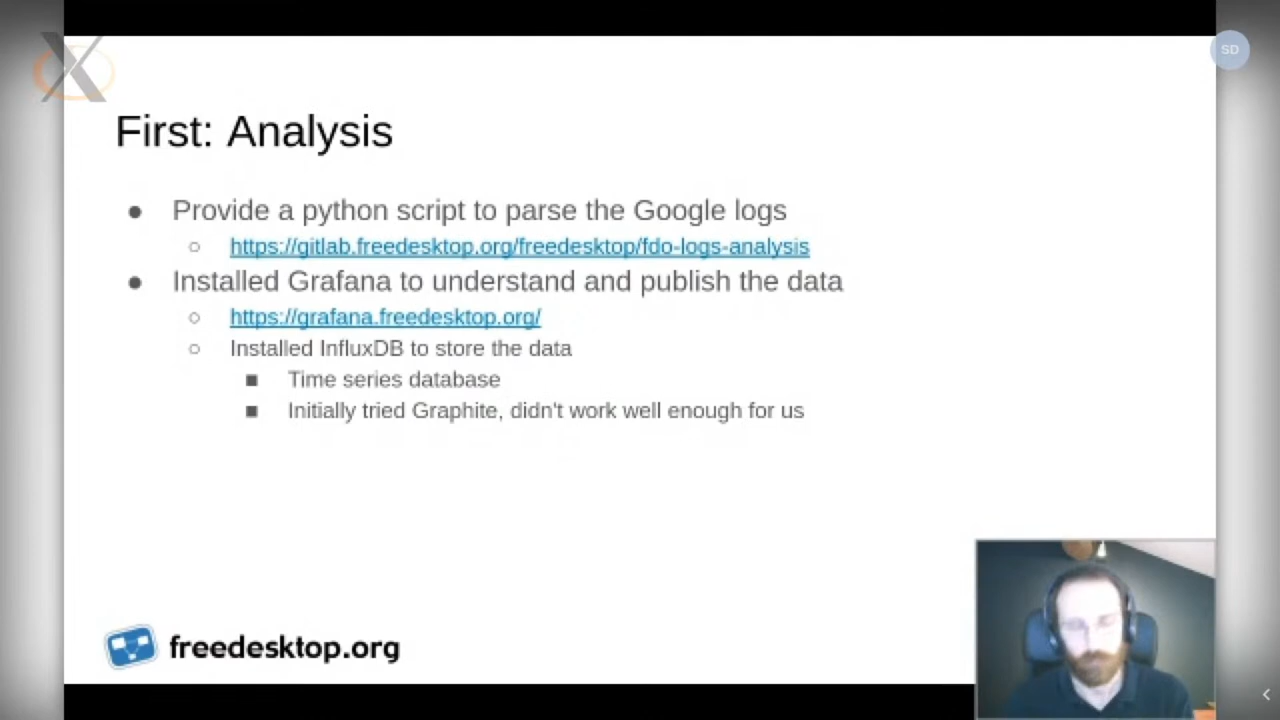 SD
First: Analysis
● Provide a python script to parse the Google logs
○ https://gitlab.freedesktop.org/freedesktop/fdo-logs-analysis
● Installed Grafana to understand and publish the data
○ https://grafana.freedesktop.org/
○ Installed InfluxDB to store the data
■ Time series database
■ Initially tried Graphite, didn't work well enough for us
freedesktop.org